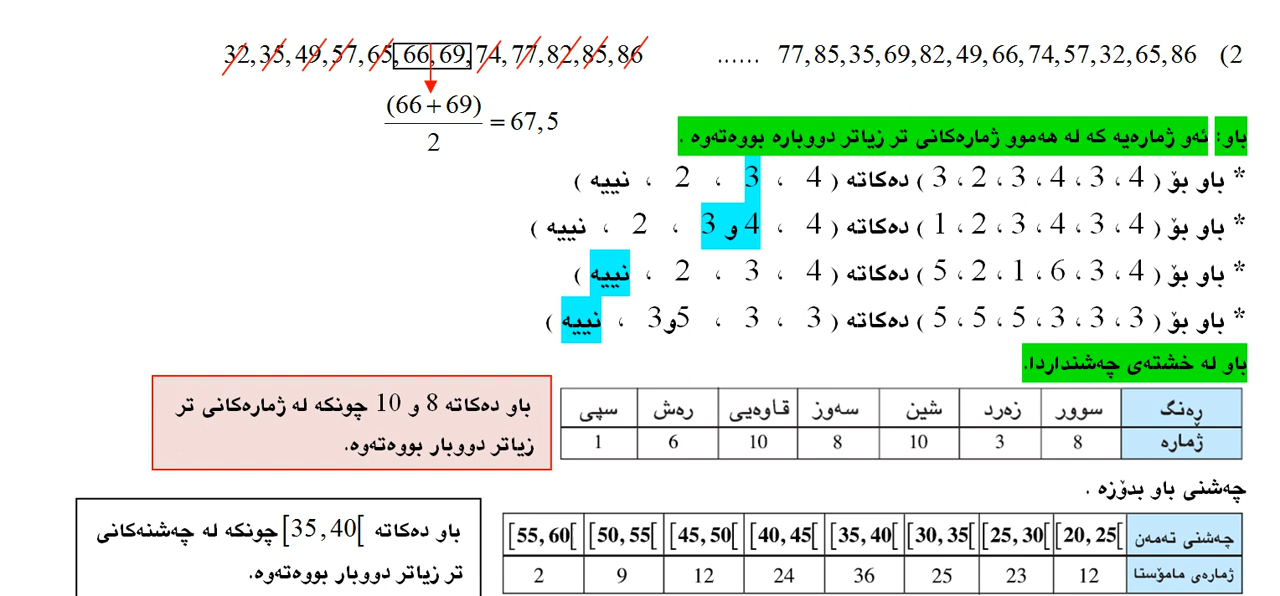 2) 77,85,35,69,82,49,66,74,57,32,65,86 ...... 32,35,49,57,65,66,69,74,77,82,85,86
(66+69)/2 = 67,5
باو: ئەو ژمارەیە کە لە هەموو ژمارەکانی تر زیاتر دووبارە بووەتەوە .
* باو بۆ ( 4 ، 3 ، 4 ، 3 ، 2 ، 3 ) دەکاتە ( 4 ، 3 ، 2 ، نییە )
* باو بۆ ( 4 ، 3 ، 4 ، 3 ، 2 ، 1 ) دەکاتە ( 4 ، 4 و 3 ، 2 ، نییە )
* باو بۆ ( 4 ، 3 ، 6 ، 1 ، 2 ، 5 ) دەکاتە ( 4 ، 3 ، 2 ، نییە )
* باو بۆ ( 3 ، 3 ، 3 ، 5 ، 5 ، 5 ) دەکاتە ( 3 ، 3 ، 5و3 ، نییە )
باو لە خشتەی چەشنداردا.
ڕەنگ سوور زەرد شین سەوز قاوەیی رەش سپی
ژمارە 8 3 10 8 10 6 1
باو دەکاتە 8 و 10 چونکە لە ژمارەکانی تر
زیاتر دووبار بووەتەوە.
چەشنی باو بدۆزە .
چەشنی تەمەن [20,25[ [25,30[ [30,35[ [35,40[ [40,45[ [45,50[ [50,55[ [55,60[
ژمارەی مامۆستا 12 23 25 36 24 12 9 2
باو دەکاتە [35,40[ چونکە لە چەشنەکانی
تر زیاتر دووبار بووەتەوە.